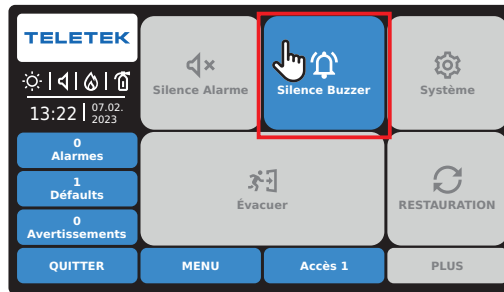 TELETEK
13:22 07.02.
2023
Silence Alarme
Silence Buzzer
Système
0
Alarmes
1
Défauts
0
Avertissements
Évacuer
RESTAURATION
QUITTER
MENU
Accès 1
PLUS